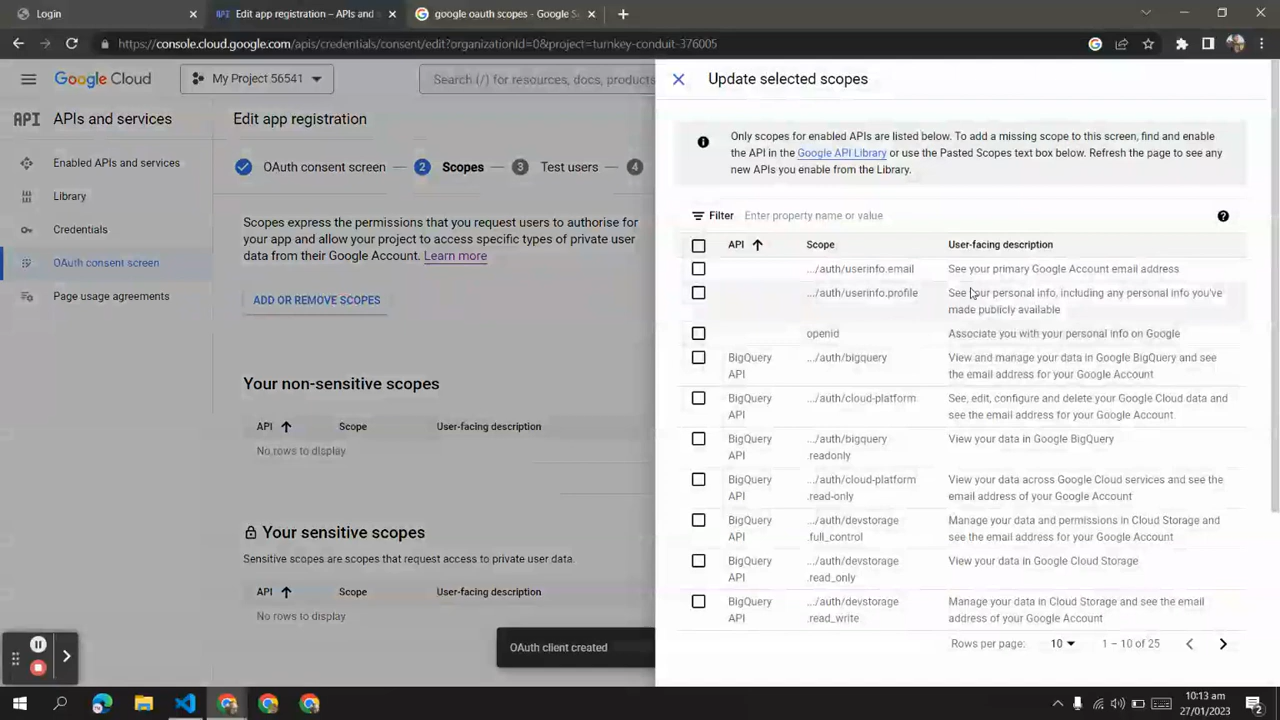 Login
Edit app registration – APIs and
google oauth scopes - Google S
https://console.cloud.google.com/apis/credentials/consent/edit?organizationId=0&project=turnkey-conduit-376005
Google Cloud
My Project 56541
Search (/) for resources, docs, products
API APIs and services
Enabled APIs and services
Library
Credentials
OAuth consent screen
Page usage agreements
Edit app registration
OAuth consent screen
2 Scopes
3 Test users
4
Scopes express the permissions that you request users to authorise for
your app and allow your project to access specific types of private user
data from their Google Account. Learn more
ADD OR REMOVE SCOPES
Your non-sensitive scopes
API Scope User-facing description
No rows to display
Your sensitive scopes
Sensitive scopes are scopes that request access to private user data.
API Scope User-facing description
No rows to display
OAuth client created
Update selected scopes
Only scopes for enabled APIs are listed below. To add a missing scope to this screen, find and enable
the API in the Google API Library or use the Pasted Scopes text box below. Refresh the page to see any
new APIs you enable from the Library.
Filter Enter property name or value
API Scope User-facing description
.../auth/userinfo.email See your primary Google Account email address
.../auth/userinfo.profile See your personal info, including any personal info you've
made publicly available
openid Associate you with your personal info on Google
BigQuery .../auth/bigquery View and manage your data in Google BigQuery and see
API the email address for your Google Account
BigQuery .../auth/cloud-platform See, edit, configure and delete your Google Cloud data and
API see the email address for your Google Account.
BigQuery .../auth/bigquery View your data in Google BigQuery
API .readonly
BigQuery .../auth/cloud-platform View your data across Google Cloud services and see the
API .read-only email address of your Google Account
BigQuery .../auth/devstorage Manage your data and permissions in Cloud Storage and
API .full_control see the email address for your Google Account
BigQuery .../auth/devstorage View your data in Google Cloud Storage
API .read_only
BigQuery .../auth/devstorage Manage your data in Cloud Storage and see the email
API .read_write address of your Google Account
Rows per page: 10 1 – 10 of 25
10:13 am
27/01/2023
2